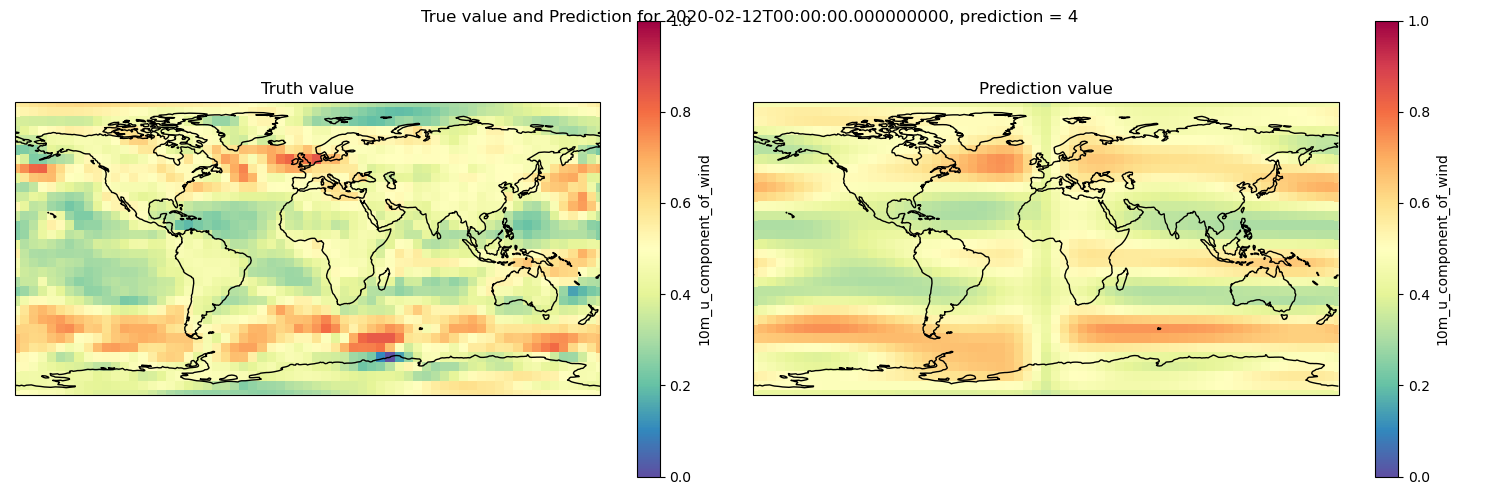 True value and Prediction for 2020-02-12T00:00:00.000000000, prediction = 4
Truth value
1.0
0.8
0.6
0.4
0.2
0.0
10m_u_component_of_wind
Prediction value
1.0
0.8
0.6
0.4
0.2
0.0
10m_u_component_of_wind